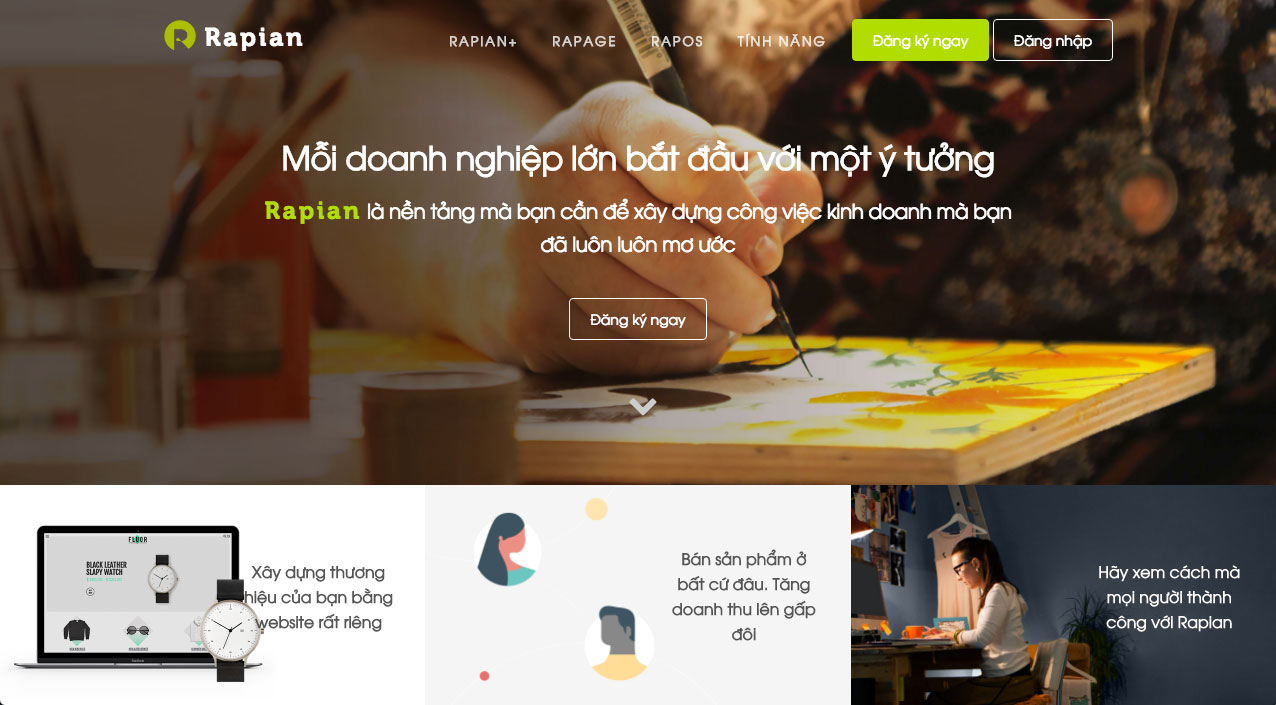 Rapian
RAPIAN+
RAPAGE
RAPOS
TÍNH NĂNG
Đăng ký ngay
Đăng nhập
Mỗi doanh nghiệp lớn bắt đầu với một ý tưởng
Rapian là nền tảng mà bạn cần để xây dựng công việc kinh doanh mà bạn
đã luôn luôn mơ ước
Đăng ký ngay
FLUOR
BLACK LEATHER
SLAPY WATCH
Xây dựng thương
hiệu của bạn bằng
website rất riêng
Bán sản phẩm ở
bất cứ đâu. Tăng
doanh thu lên gấp
đôi
Hãy xem cách mà
mọi người thành
công với Rapian